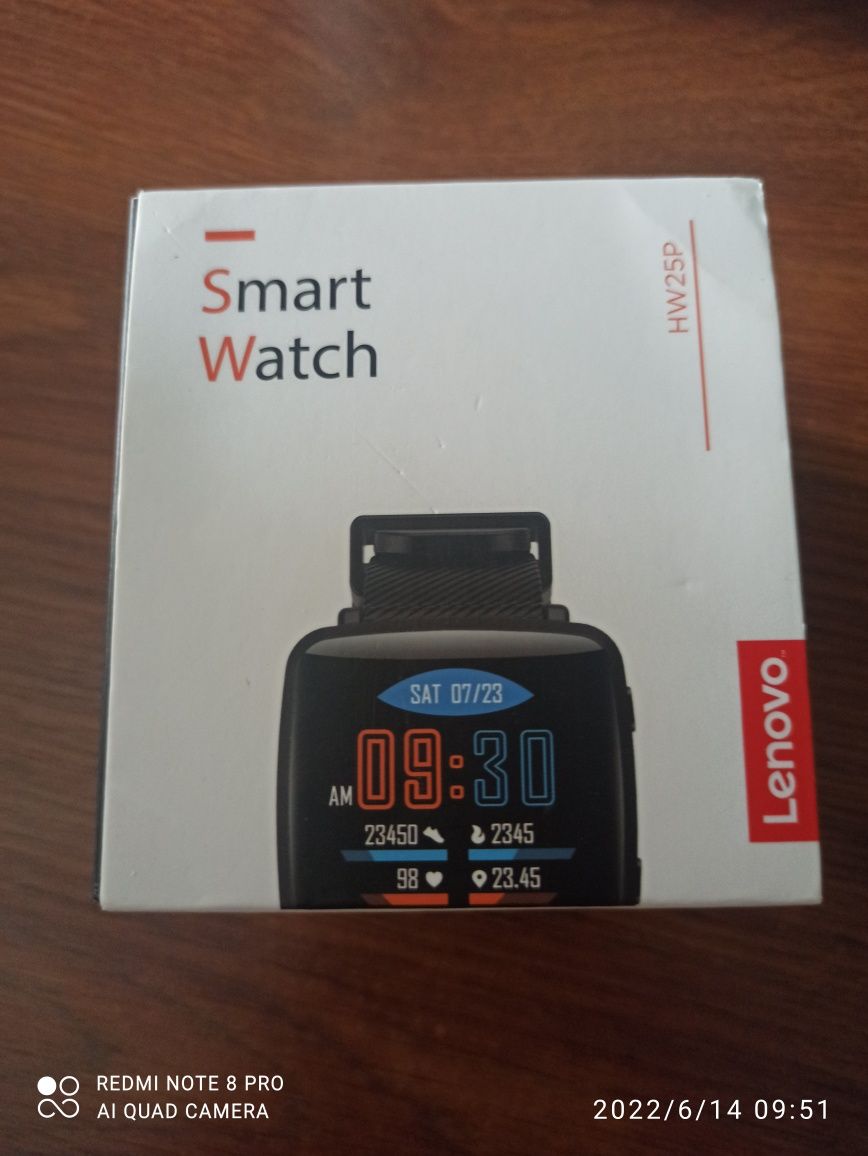 Smart
Watch
HW25P
Lenovo™
SAT 07/23
AM 09:30
23450 2345
98 23.45
REDMI NOTE 8 PRO
AI QUAD CAMERA
2022/6/14 09:51